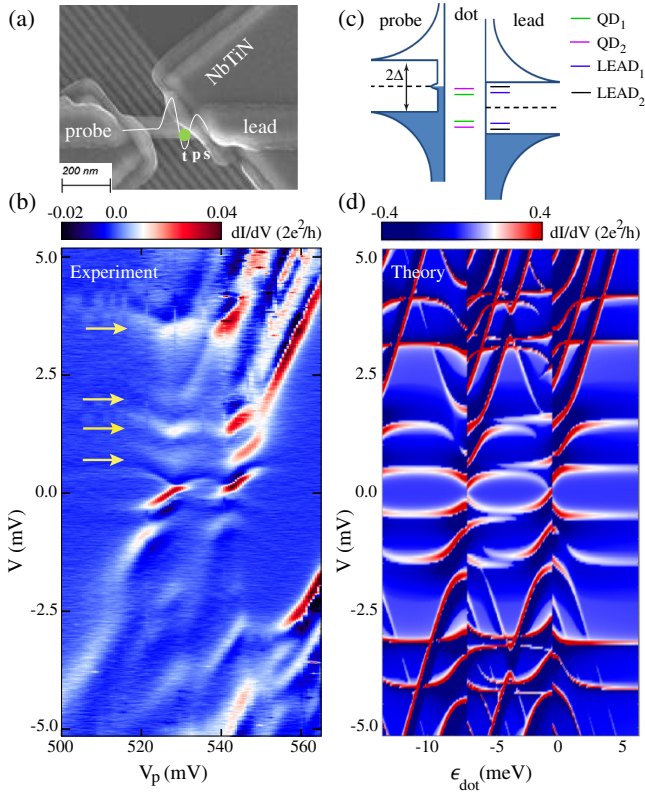 (a)
NbTiN
probe
lead
t p s
200 nm
(c)
probe
dot
lead
2Δ
QD1
QD2
LEAD1
LEAD2
(b)
-0.02
0.0
0.04
dI/dV (2e²/h)
Experiment
5.0
2.5
0.0
-2.5
-5.0
V (mV)
500
520
540
560
Vp (mV)
(d)
-0.4
0.4
dI/dV (2e²/h)
Theory
5.0
2.5
0.0
-2.5
-5.0
V (mV)
-10
-5
0
5
ϵdot(meV)